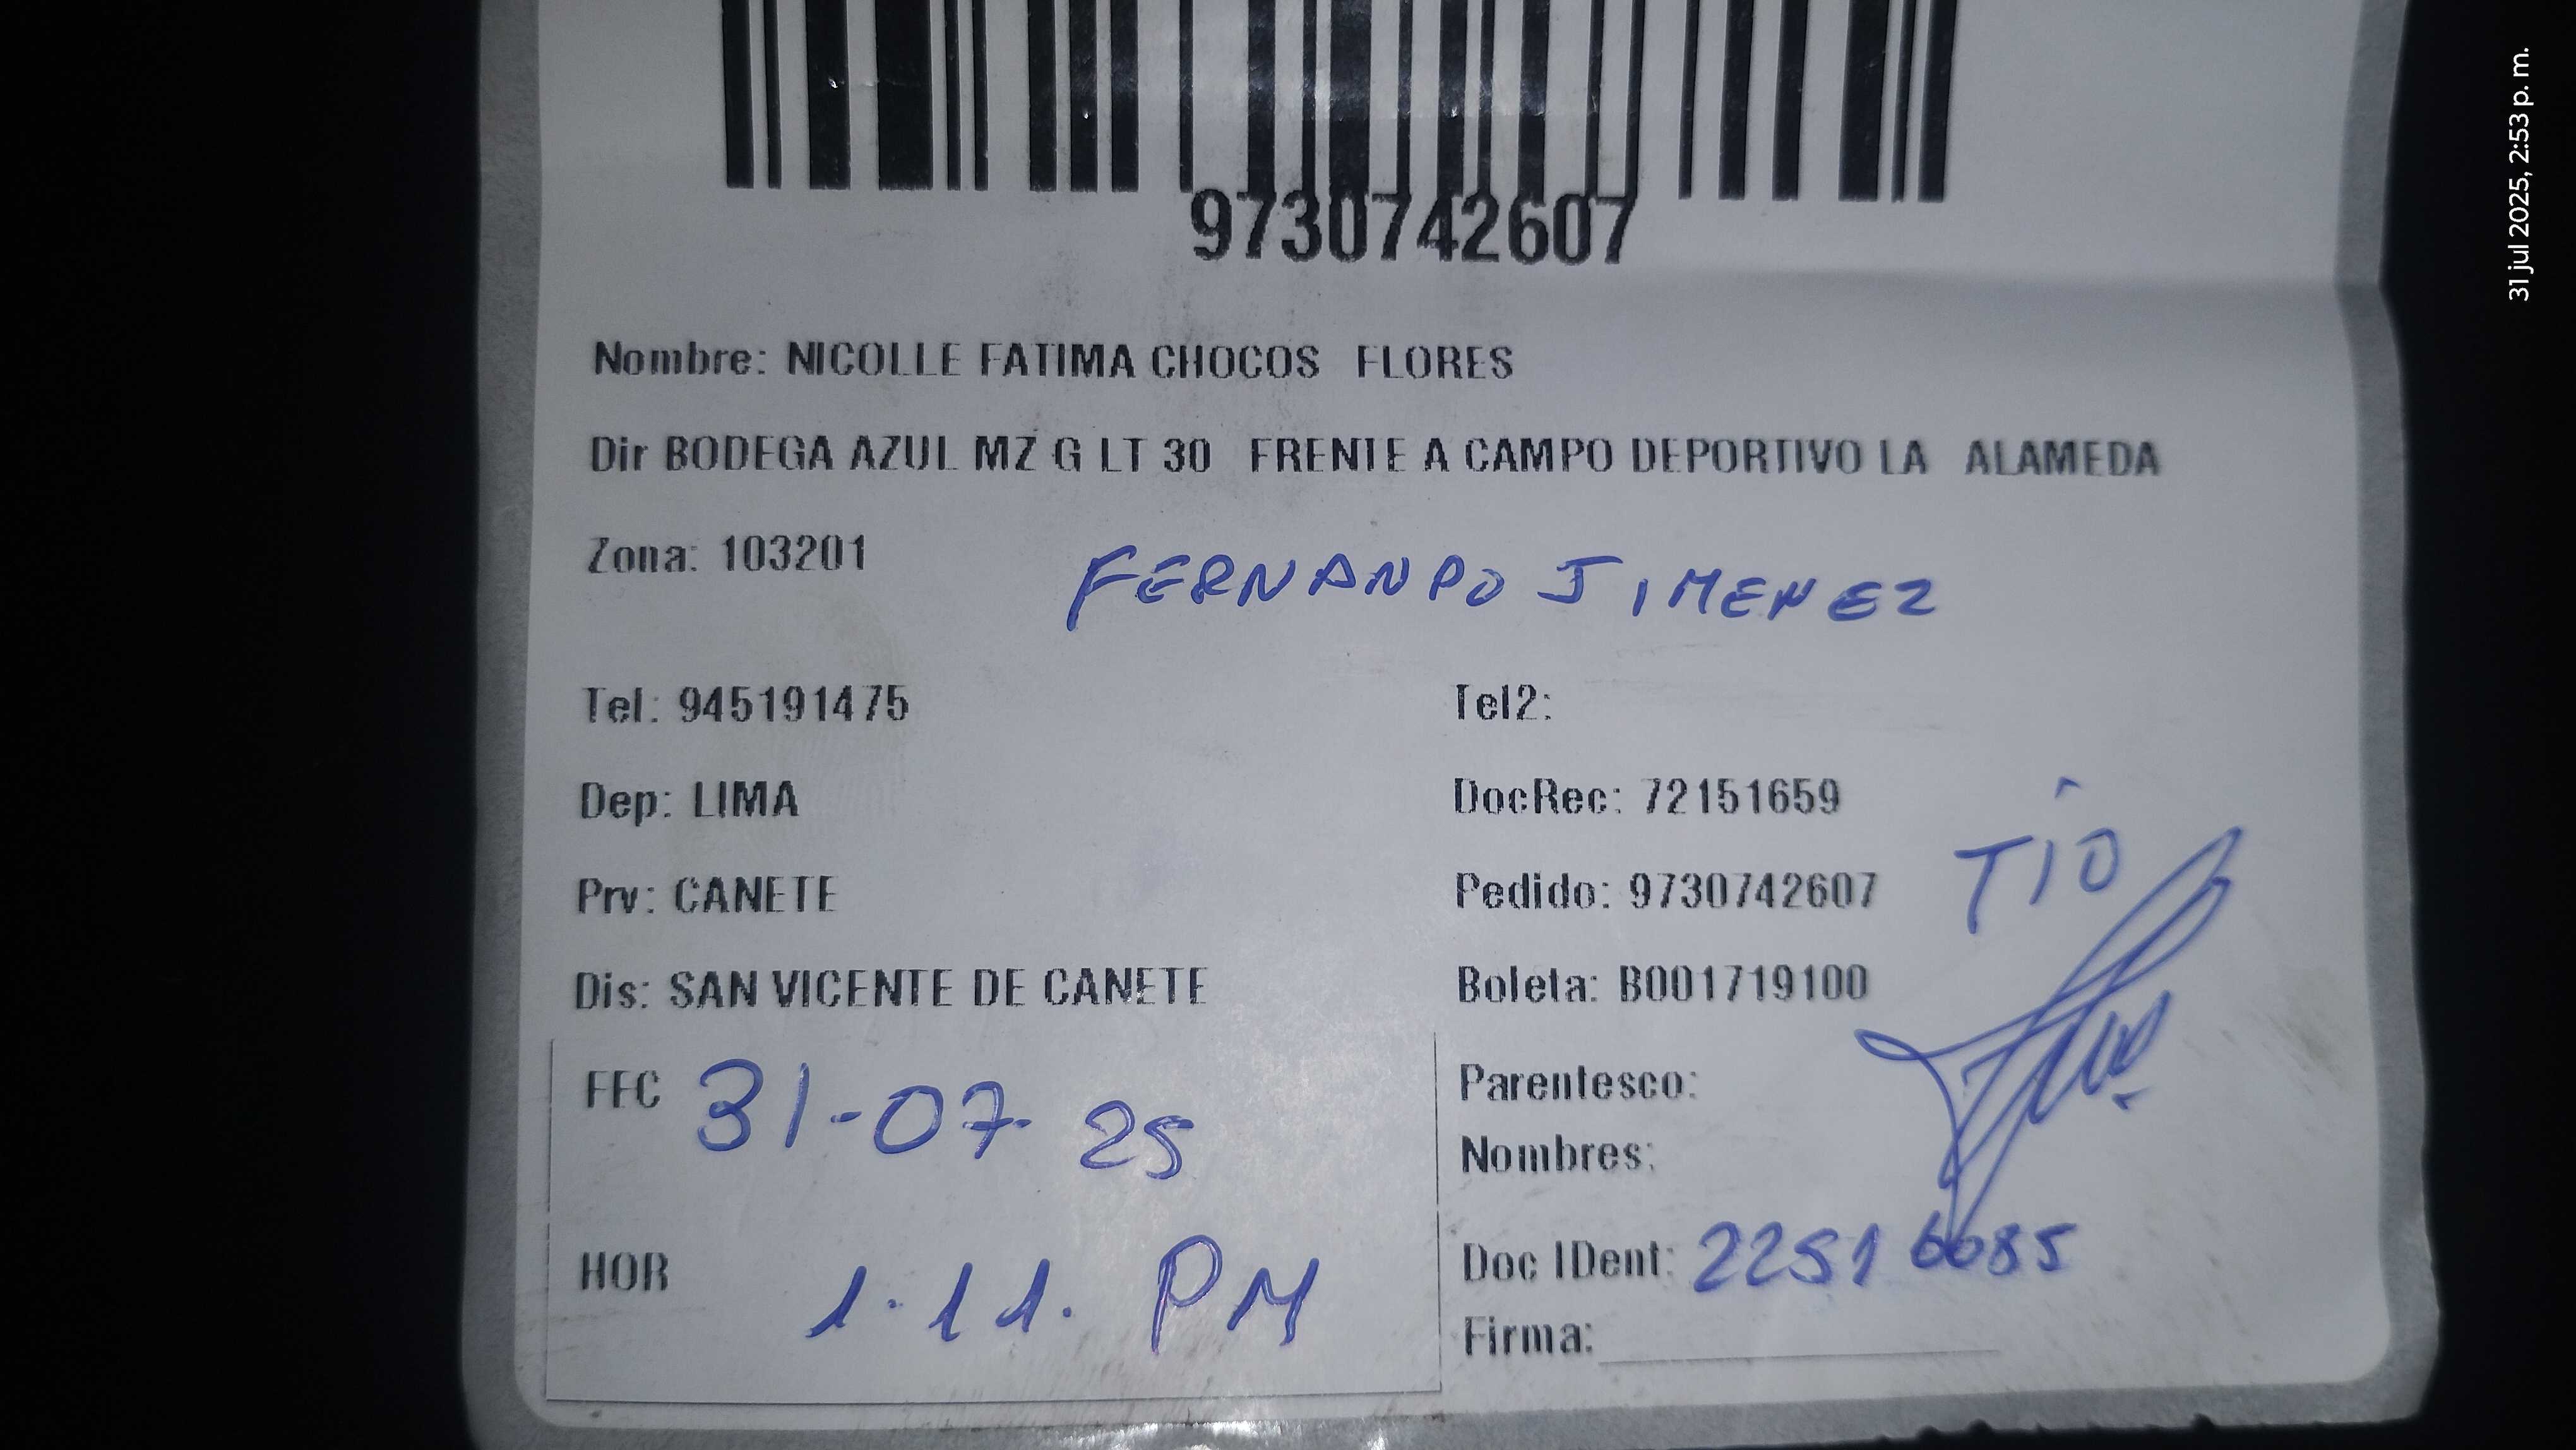 9730742607
Nombre: NICOLLE FATIMA CHOCOS FLORES
Dir BODEGA AZUL MZ G LT 30 FRENTE A CAMPO DEPORTIVO LA ALAMEDA
Zona: 103201
FERNANDO JIMENEZ
Tel: 945191475
Tel2:
Dep: LIMA
DocRec: 72151659
Prv: CANETE
Pedido: 9730742607
TIO
Dis: SAN VICENTE DE CANETE
Boleta: B001719100
FEC 31-07-25
Parentesco:
Nombres:
HOR 1.11. PM
Doc IDent: 22516085
Firma:
31 jul 2025, 2:53 p. m.